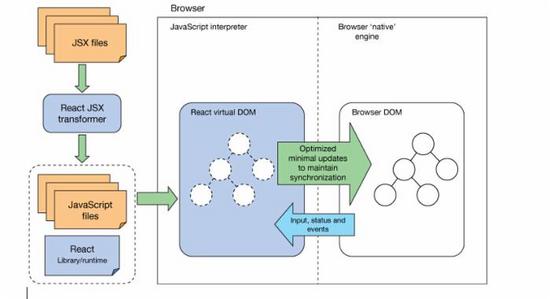 Browser
JSX files
JavaScript interpreter
Browser ‘native’
engine
React JSX
transformer
React virtual DOM
Browser DOM
Optimized
minimal updates
to maintain
synchronization
JavaScript
files
Input, status and
events
React
Library/runtime